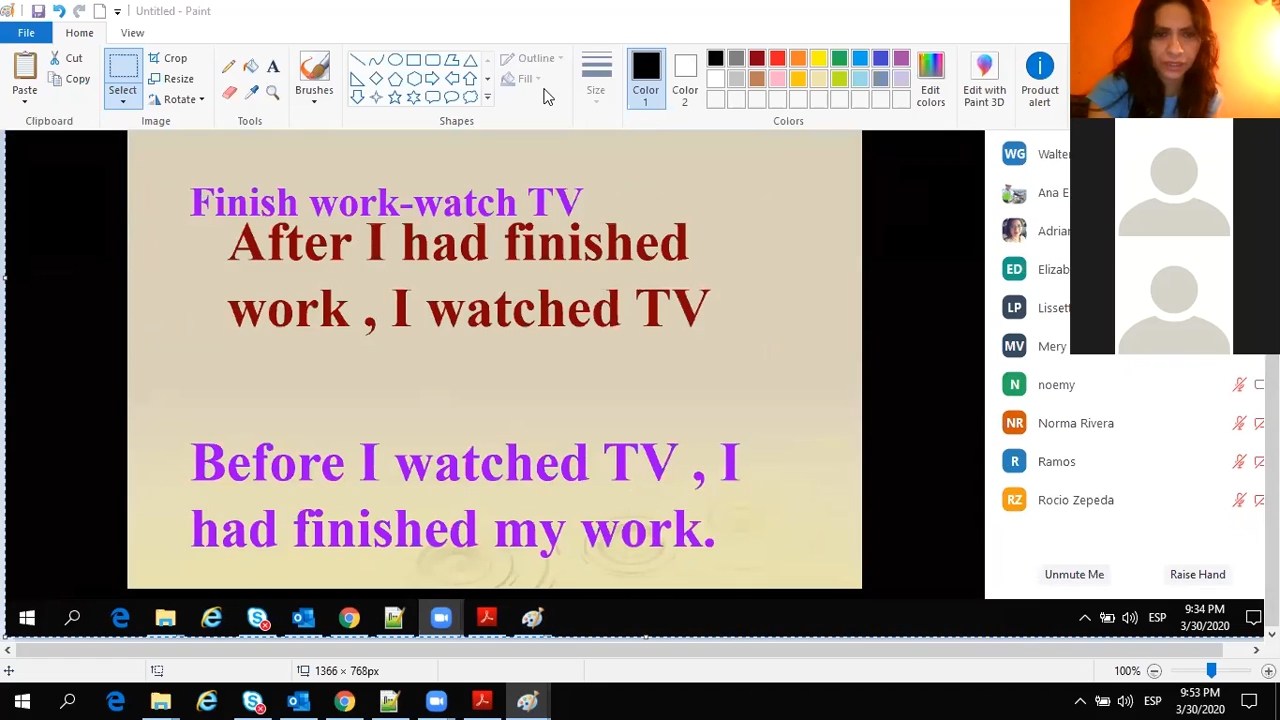 Untitled - Paint
File Home View
Paste
Cut
Copy
Clipboard
Select
Crop
Resize
Rotate
Image
A
Tools
Brushes
Shapes
Outline
Fill
Size
Color 1
Color 2
Edit colors
Colors
Edit with Paint 3D
Product alert
Finish work-watch TV
After I had finished
work , I watched TV
Before I watched TV , I
had finished my work.
WG Walter
Ana E
Adrian
ED Elizab
LP Lissett
MV Mery
N noemy
NR Norma Rivera
R Ramos
RZ Rocio Zepeda
Unmute Me Raise Hand
ESP 9:34 PM
3/30/2020
1366 × 768px 100%
ESP 9:53 PM
3/30/2020